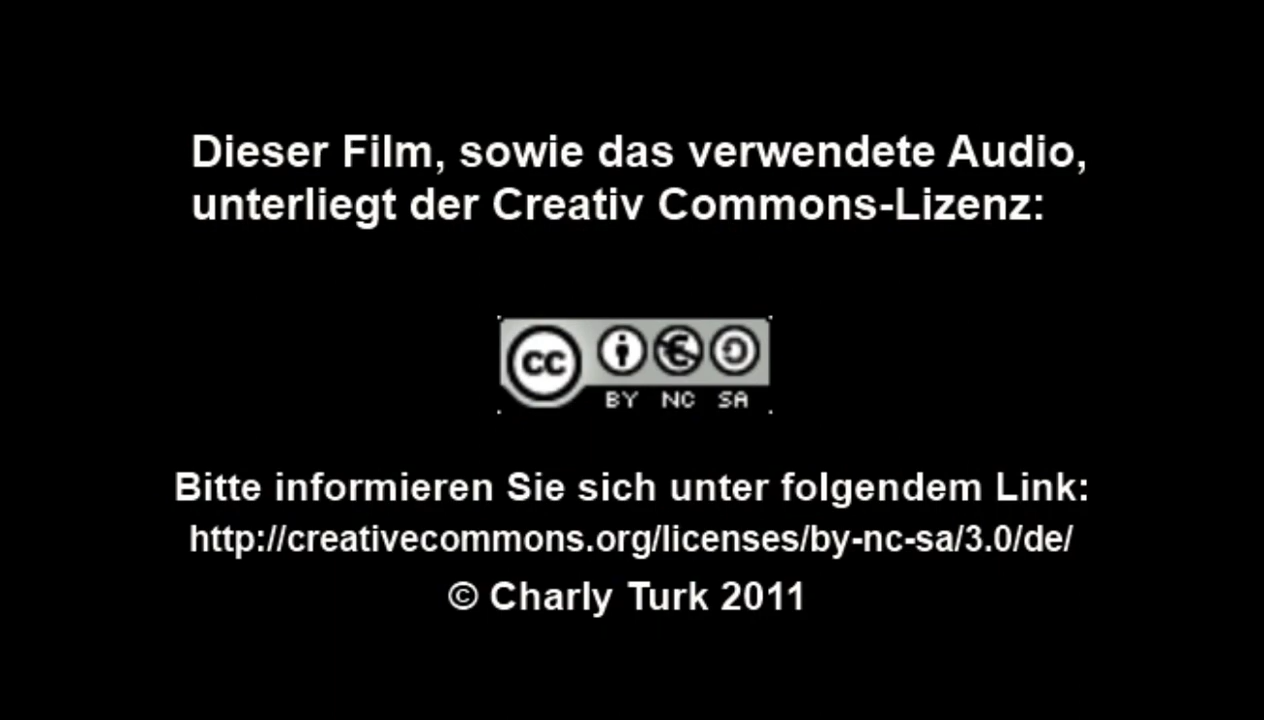 Dieser Film, sowie das verwendete Audio,
unterliegt der Creativ Commons-Lizenz:
cc
BY NC SA
Bitte informieren Sie sich unter folgendem Link:
http://creativecommons.org/licenses/by-nc-sa/3.0/de/
© Charly Turk 2011